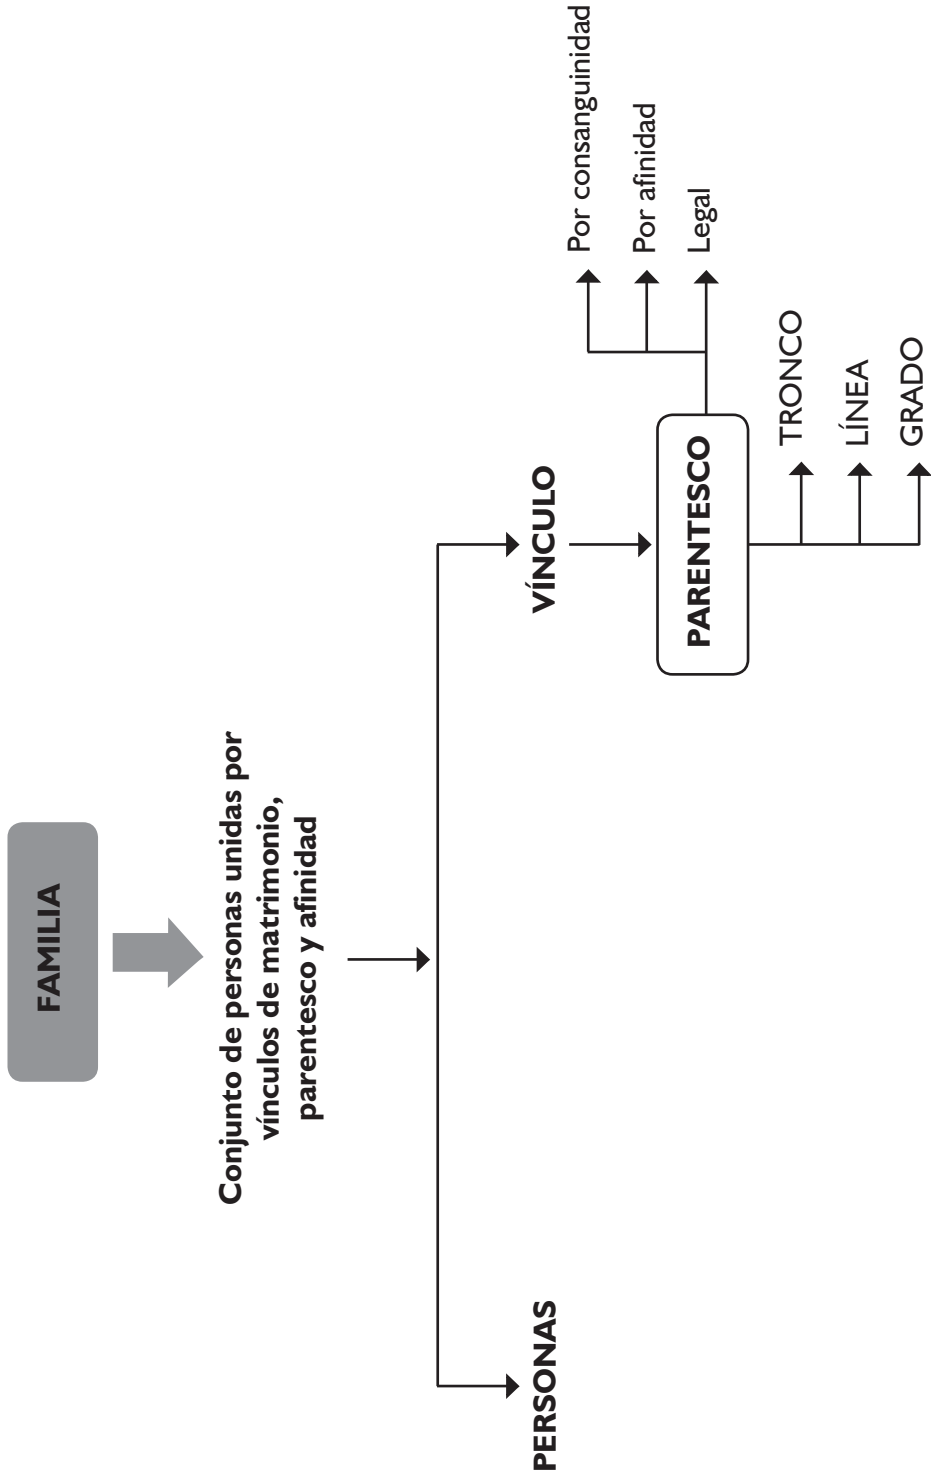 FAMILIA
Conjunto de personas unidas por
vínculos de matrimonio,
parentesco y afinidad
PERSONAS
VÍNCULO
PARENTESCO
Por consanguinidad
Por afinidad
Legal
TRONCO
LÍNEA
GRADO